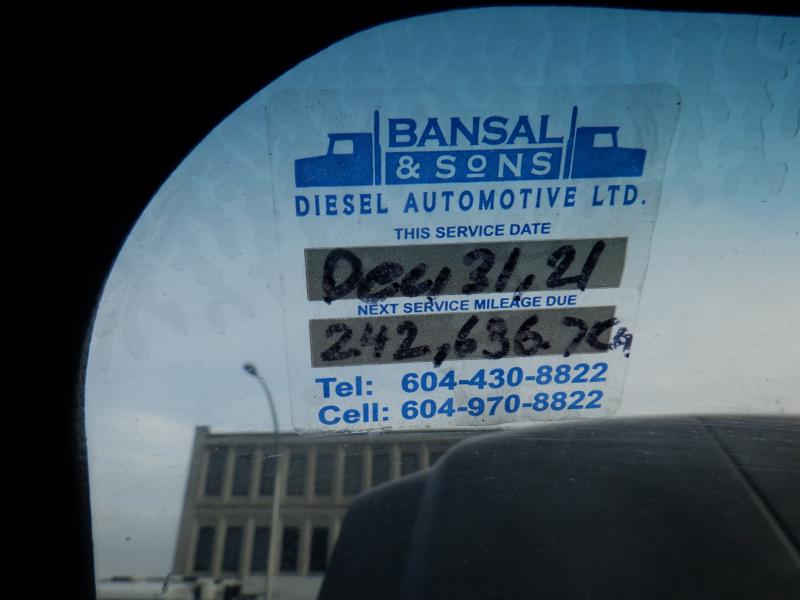 BANSAL
& SONS
DIESEL AUTOMOTIVE LTD.
THIS SERVICE DATE
Dec, 31, 21
NEXT SERVICE MILEAGE DUE
242,636
Tel: 604-430-8822
Cell: 604-970-8822